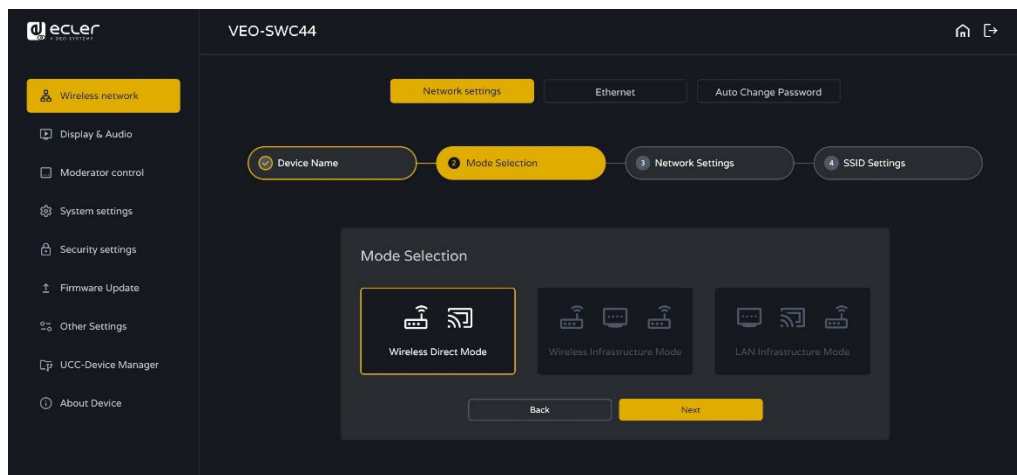 ecler
VEO-SWC44
Wireless network
Display & Audio
Moderator control
System settings
Security settings
Firmware Update
Other Settings
UCC-Device Manager
About Device
Network settings
Ethernet
Auto Change Password
Device Name
2 Mode Selection
3 Network Settings
4 SSID Settings
Mode Selection
Wireless Direct Mode
Wireless Infrastructure Mode
LAN Infrastructure Mode
Back
Next